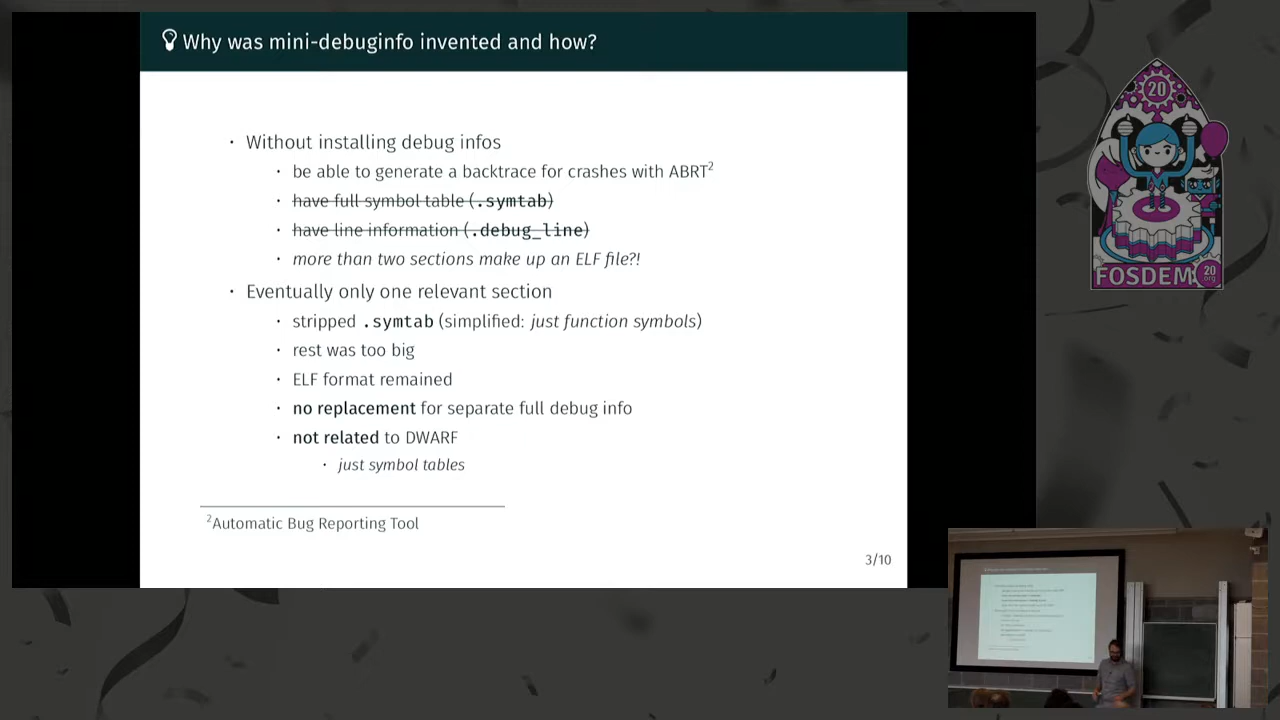 Why was mini-debuginfo invented and how?
· Without installing debug infos
· be able to generate a backtrace for crashes with ABRT2
· have full symbol table (.symtab)
· have line information (.debug_line)
· more than two sections make up an ELF file?!
· Eventually only one relevant section
· stripped .symtab (simplified: just function symbols)
· rest was too big
· ELF format remained
· no replacement for separate full debug info
· not related to DWARF
· just symbol tables
2Automatic Bug Reporting Tool
3/10
20
FOSDEM
20
org